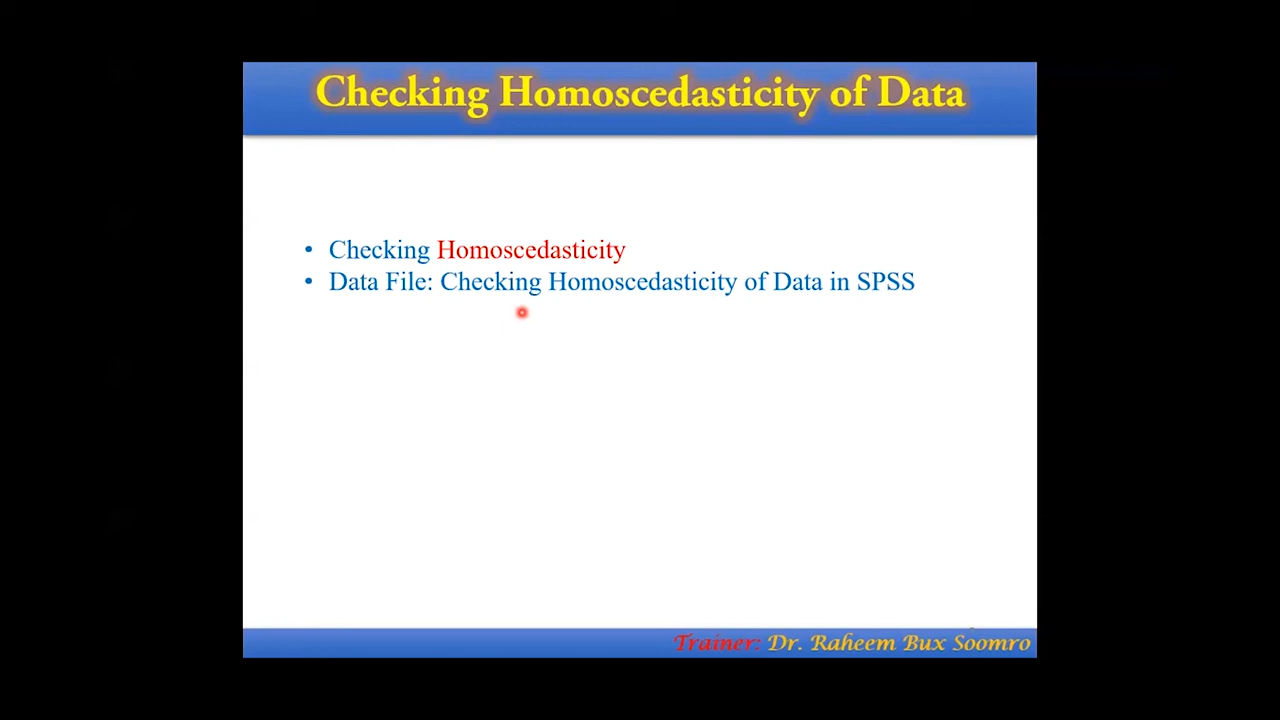 Checking Homoscedasticity of Data
• Checking Homoscedasticity
• Data File: Checking Homoscedasticity of Data in SPSS
Trainer: Dr. Raheem Bux Soomro